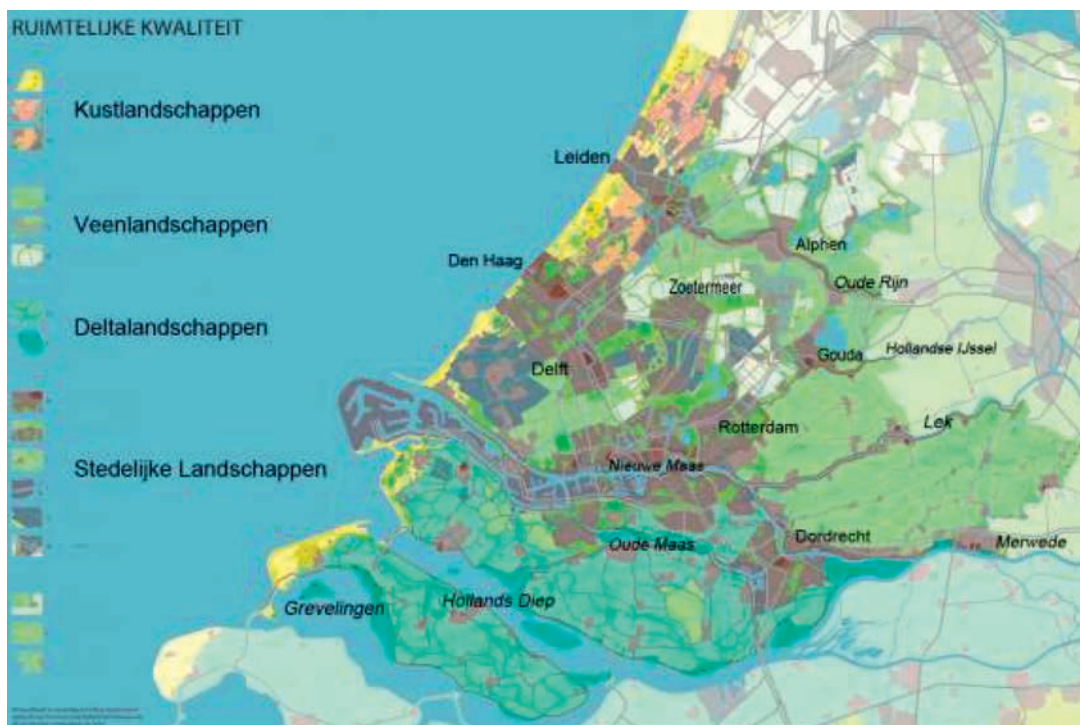 RUIMTELIJKE KWALITEIT
Kustlandschappen
Veenlandschappen
Deltalandschappen
Stedelijke Landschappen
Leiden
Alphen
Den Haag
Zoetermeer
Oude Rijn
Gouda
Hollandse IJssel
Delft
Rotterdam
Lek
Nieuwe Maas
Dordrecht
Oude Maas
Merwede
Grevelingen
Hollands Diep